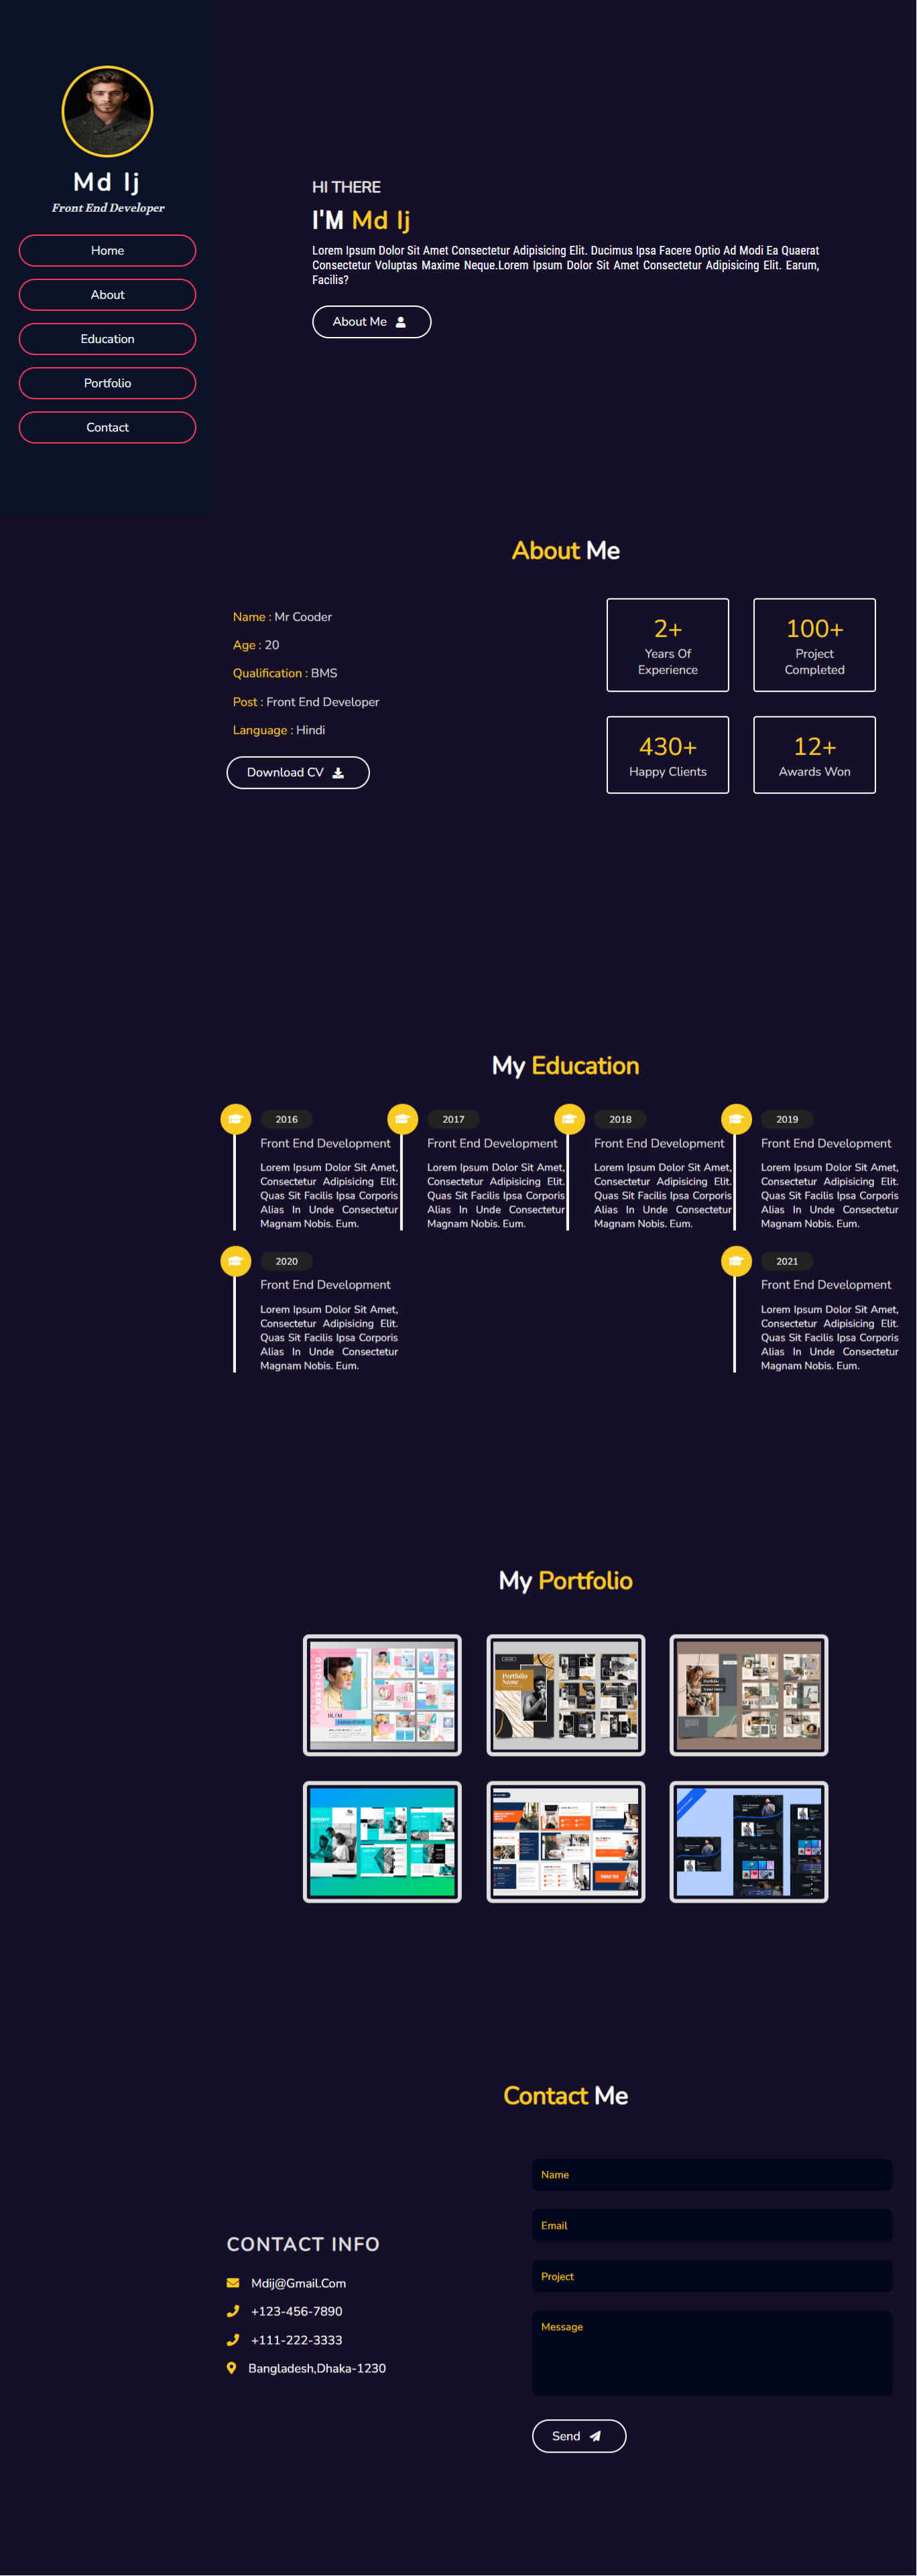 Md Ij
Front End Developer
Home
About
Education
Portfolio
Contact
HI THERE
I'M Md Ij
Lorem Ipsum Dolor Sit Amet Consectetur Adipisicing Elit. Ducimus Ipsa Facere Optio Ad Modi Ea Quaerat
Consectetur Voluptas Maxime Neque.Lorem Ipsum Dolor Sit Amet Consectetur Adipisicing Elit. Earum,
Facilis?
About Me
About Me
Name : Mr Cooder
Age : 20
Qualification : BMS
Post : Front End Developer
Language : Hindi
Download CV
2+
Years Of
Experience
100+
Project
Completed
430+
Happy Clients
12+
Awards Won
My Education
2016
Front End Development
Lorem Ipsum Dolor Sit Amet,
Consectetur Adipisicing Elit.
Quas Sit Facilis Ipsa Corporis
Alias In Unde Consectetur
Magnam Nobis. Eum.
2017
Front End Development
Lorem Ipsum Dolor Sit Amet,
Consectetur Adipisicing Elit.
Quas Sit Facilis Ipsa Corporis
Alias In Unde Consectetur
Magnam Nobis. Eum.
2018
Front End Development
Lorem Ipsum Dolor Sit Amet,
Consectetur Adipisicing Elit.
Quas Sit Facilis Ipsa Corporis
Alias In Unde Consectetur
Magnam Nobis. Eum.
2019
Front End Development
Lorem Ipsum Dolor Sit Amet,
Consectetur Adipisicing Elit.
Quas Sit Facilis Ipsa Corporis
Alias In Unde Consectetur
Magnam Nobis. Eum.
2020
Front End Development
Lorem Ipsum Dolor Sit Amet,
Consectetur Adipisicing Elit.
Quas Sit Facilis Ipsa Corporis
Alias In Unde Consectetur
Magnam Nobis. Eum.
2021
Front End Development
Lorem Ipsum Dolor Sit Amet,
Consectetur Adipisicing Elit.
Quas Sit Facilis Ipsa Corporis
Alias In Unde Consectetur
Magnam Nobis. Eum.
My Portfolio
PORTFOLIO
HI, I'M
Portfolio
Name
Portfolio
THANK YOU
Contact Me
CONTACT INFO
Mdij@Gmail.Com
+123-456-7890
+111-222-3333
Bangladesh,Dhaka-1230
Name
Email
Project
Message
Send